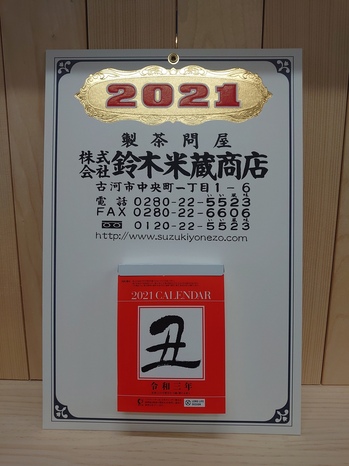 2021
製茶問屋
株式会社鈴木米蔵商店
古河市中央町一丁目1-6
電話 0280-22-5523
FAX 0280-22-6606
0120-22-5523
http://www.suzukiyonezo.com
2021 CALENDAR
丑
令和三年